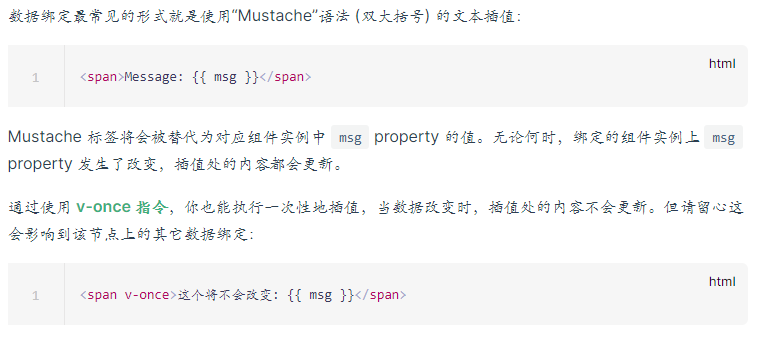 数据绑定最常见的形式就是使用“Mustache”语法 (双大括号) 的文本插值：
html
1 <span>Message: {{ msg }}</span>
Mustache 标签将会被替代为对应组件实例中 msg property 的值。无论何时，绑定的组件实例上 msg
property 发生了改变，插值处的内容都会更新。
通过使用 v-once 指令，你也能执行一次性地插值，当数据改变时，插值处的内容不会更新。但请留心这
会影响到该节点上的其它数据绑定：
html
1 <span v-once>这个将不会改变: {{ msg }}</span>